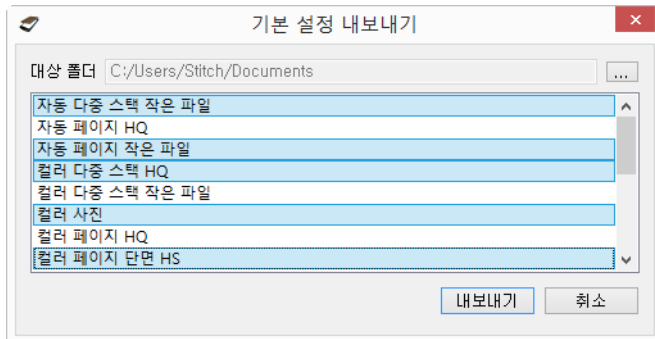 기본 설정 내보내기
대상 폴더 C:/Users/Stitch/Documents ...
자동 다중 스택 작은 파일
자동 페이지 HQ
자동 페이지 작은 파일
컬러 다중 스택 HQ
컬러 다중 스택 작은 파일
컬러 사진
컬러 페이지 HQ
컬러 페이지 단면 HS
내보내기 취소